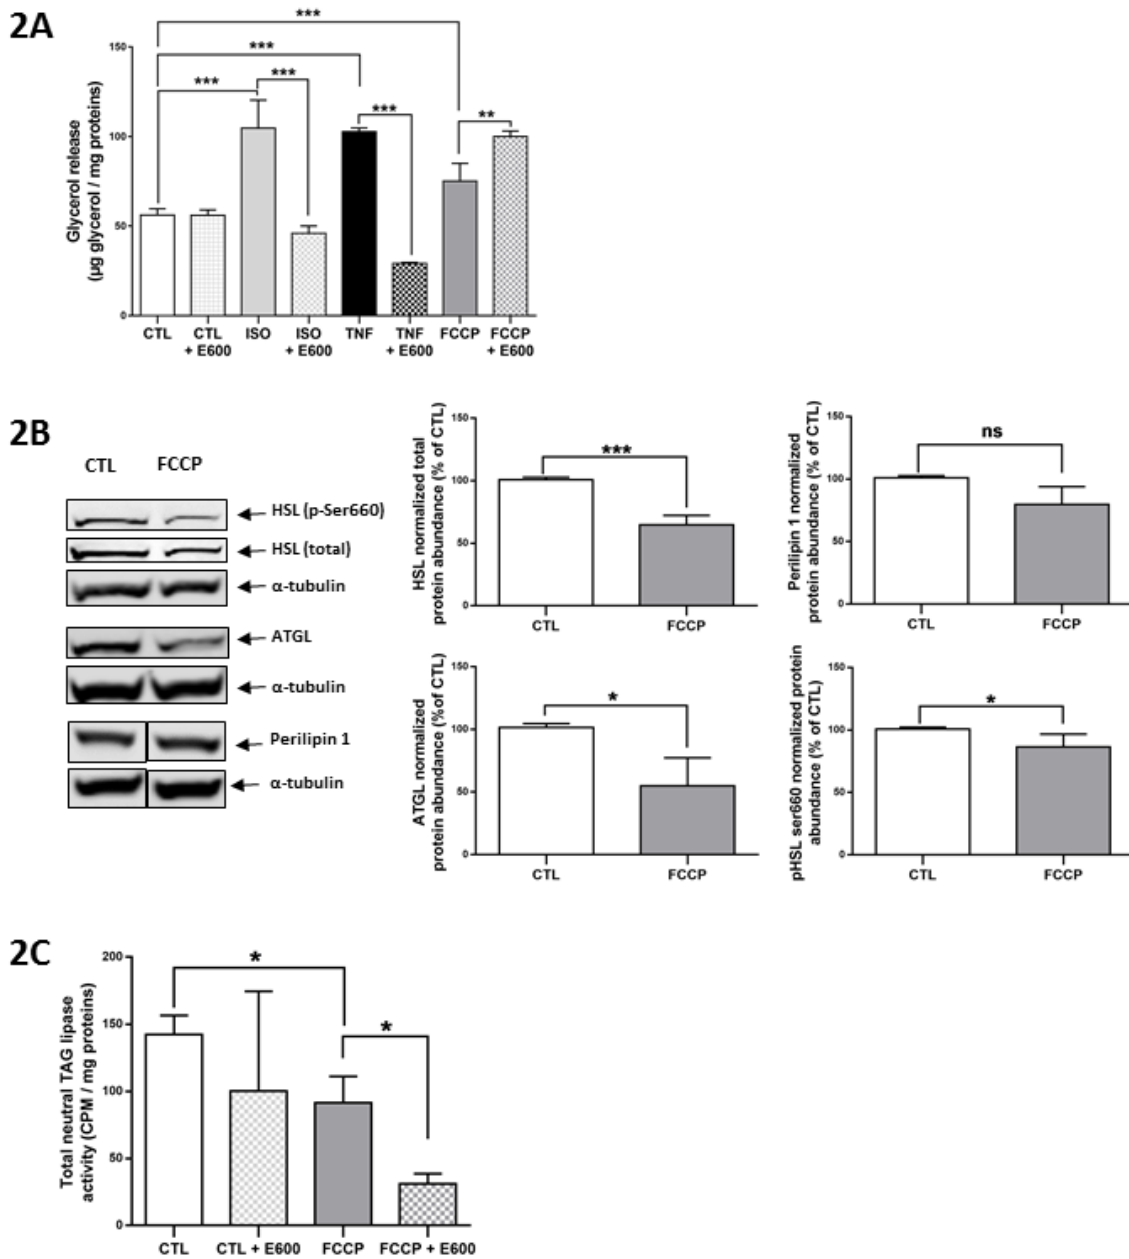 2A
Glycerol release
(µg glycerol / mg proteins)
150
100
50
0
***
***
***
***
***
**
CTL
CTL
+ E600
ISO
ISO
+ E600
TNF
TNF
+ E600
FCCP
FCCP
+ E600
2B
CTL
FCCP
HSL (p-Ser660)
HSL (total)
α-tubulin
ATGL
α-tubulin
Perilipin 1
α-tubulin
HSL normalized total
protein abundance (% of CTL)
150
100
50
0
***
CTL
FCCP
Perilipin 1 normalized
protein abundance (% of CTL)
150
100
50
0
ns
CTL
FCCP
ATGL normalized
protein abundance (%of CTL)
150
100
50
0
*
CTL
FCCP
pHSL ser660 normalized protein
abundance (% of CTL)
150
100
50
0
*
CTL
FCCP
2C
Total neutral TAG lipase
activity (CPM / mg proteins)
200
150
100
50
0
*
*
CTL
CTL + E600
FCCP
FCCP + E600